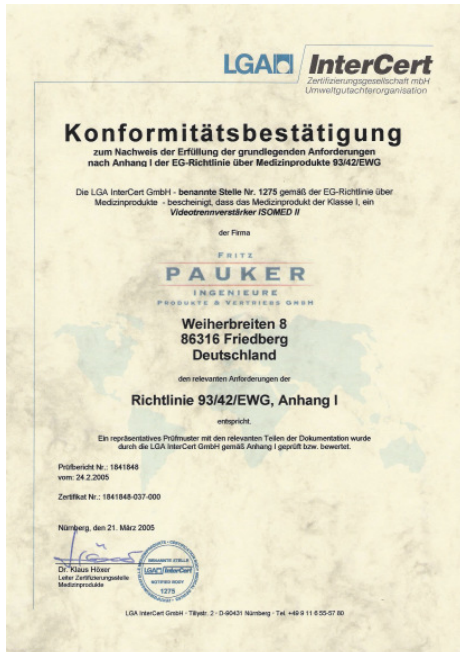 LGA InterCert
Zertifizierungsgesellschaft mbH
Umweltgutachterorganisation
Konformitätsbestätigung
zum Nachweis der Erfüllung der grundlegenden Anforderungen
nach Anhang I der EG-Richtlinie über Medizinprodukte 93/42/EWG
Die LGA InterCert GmbH - benannte Stelle Nr. 1275 gemäß der EG-Richtlinie über
Medizinprodukte - bescheinigt, dass das Medizinprodukt der Klasse I, ein
Videotrennverstärker ISOMED II
der Firma
FRITZ
PAUKER
INGENIEURE
PRODUKTE & VERTRIEBS GMBH
Weiherbreiten 8
86316 Friedberg
Deutschland
den relevanten Anforderungen der
Richtlinie 93/42/EWG, Anhang I
entspricht.
Ein repräsentatives Prüfmuster mit den relevanten Teilen der Dokumentation wurde
durch die LGA InterCert GmbH gemäß Anhang I geprüft bzw. bewertet.
Prüfbericht Nr.: 1841848
vom: 24.2.2005
Zertifikat Nr.: 1841848-037-000
Nürnberg, den 21. März 2005
Dr. Klaus Höxer
Leiter Zertifizierungsstelle
Medizinprodukte
BENANNTE STELLE
LGA InterCert
NOTIFIED BODY
1275
LGA InterCert GmbH - Tillystr. 2 - D-90431 Nürnberg - Tel. +49 9 11 6 55-57 80